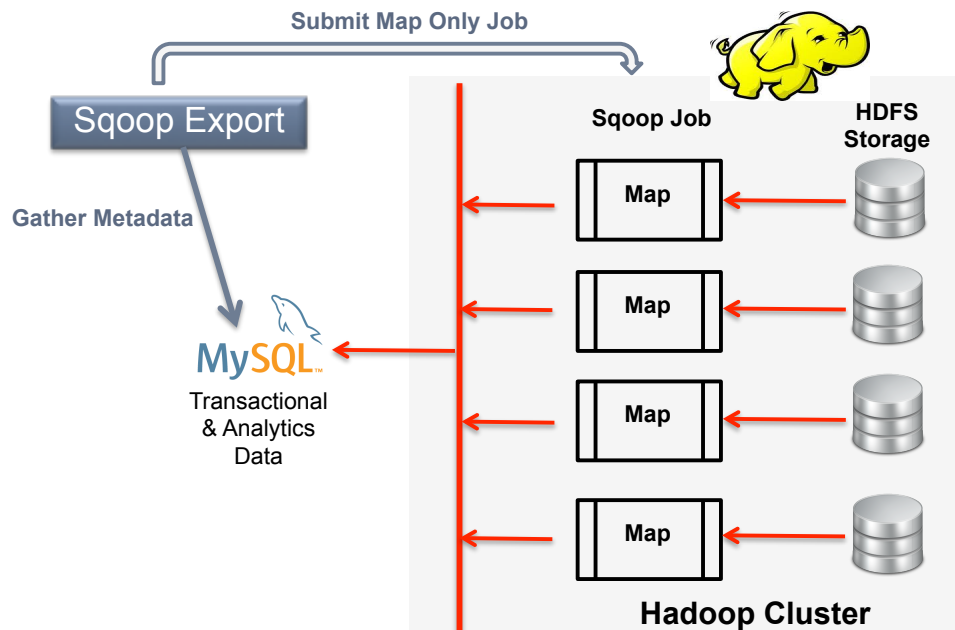 Submit Map Only Job
Sqoop Export
Gather Metadata
MySQL™
Transactional
& Analytics
Data
Sqoop Job
HDFS
Storage
Map
Map
Map
Map
Hadoop Cluster